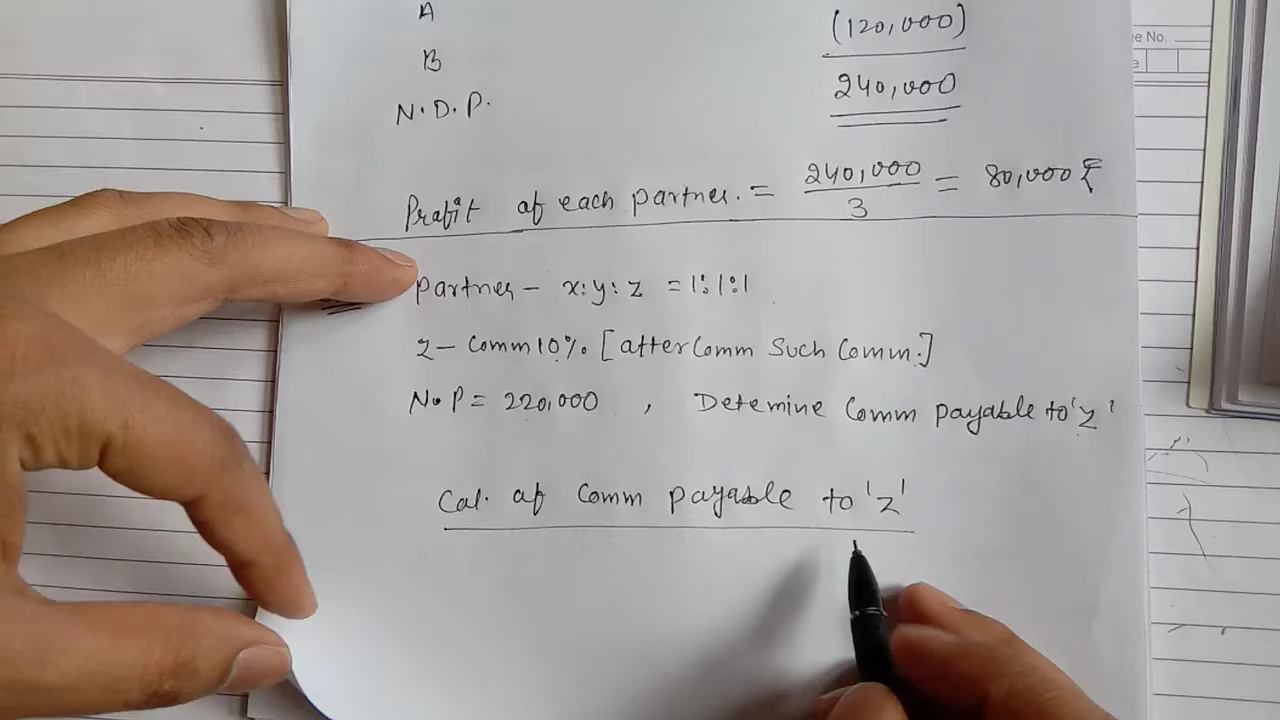 A
(120,000)
B
240,000
N.D.P.
Profit of each partner. = 240,000 / 3 = 80,000 ₹
partner - x:y:z = 1:1:1
z - Comm 10% [after Comm Such Comm.]
N.P = 220,000 , Detemine Comm payable to 'z'
Cal. of Comm payable to 'z'
e No.
e